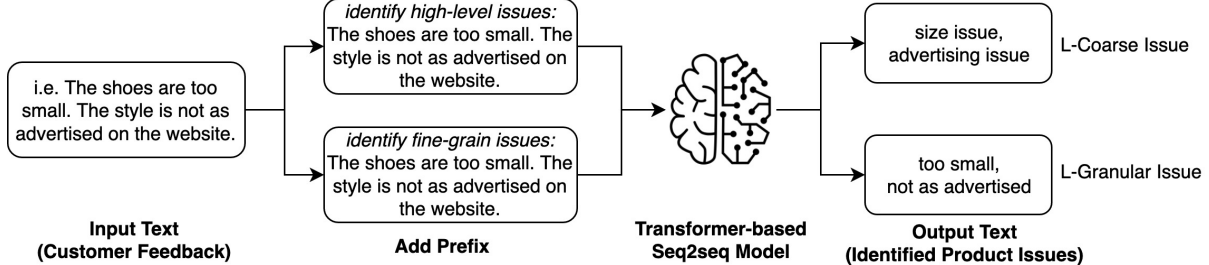 i.e. The shoes are too
small. The style is not as
advertised on the website.
Input Text
(Customer Feedback)
identify high-level issues:
The shoes are too small. The
style is not as advertised on
the website.
identify fine-grain issues:
The shoes are too small. The
style is not as advertised on
the website.
Add Prefix
Transformer-based
Seq2seq Model
size issue,
advertising issue
L-Coarse Issue
too small,
not as advertised
L-Granular Issue
Output Text
(Identified Product Issues)